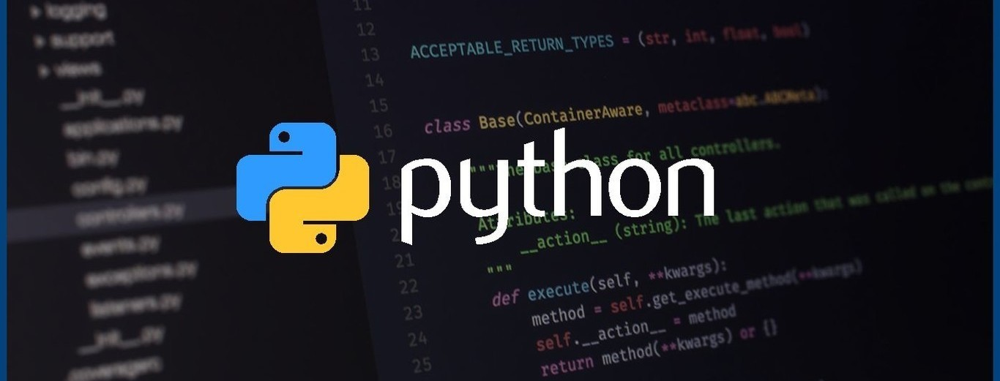 logging
support
views
__init__.py
applications.py
bin.py
config.py
controllers.py
events.py
exceptions.py
listeners.py
__init__.py
.coveragerc
11
12
13 ACCEPTABLE_RETURN_TYPES = (str, int, float, bool)
14
15
16 class Base(ContainerAware, metaclass=abc.ABCMeta):
17 """The base class for all controllers.
18
python
Attributes:
__action__ (string): The last action that was called on the
21 """
22 def execute(self, **kwargs):
23 method = self.get_execute_method(**kwargs)
24 self.__action__ = method
25 return method(**kwargs) or {}